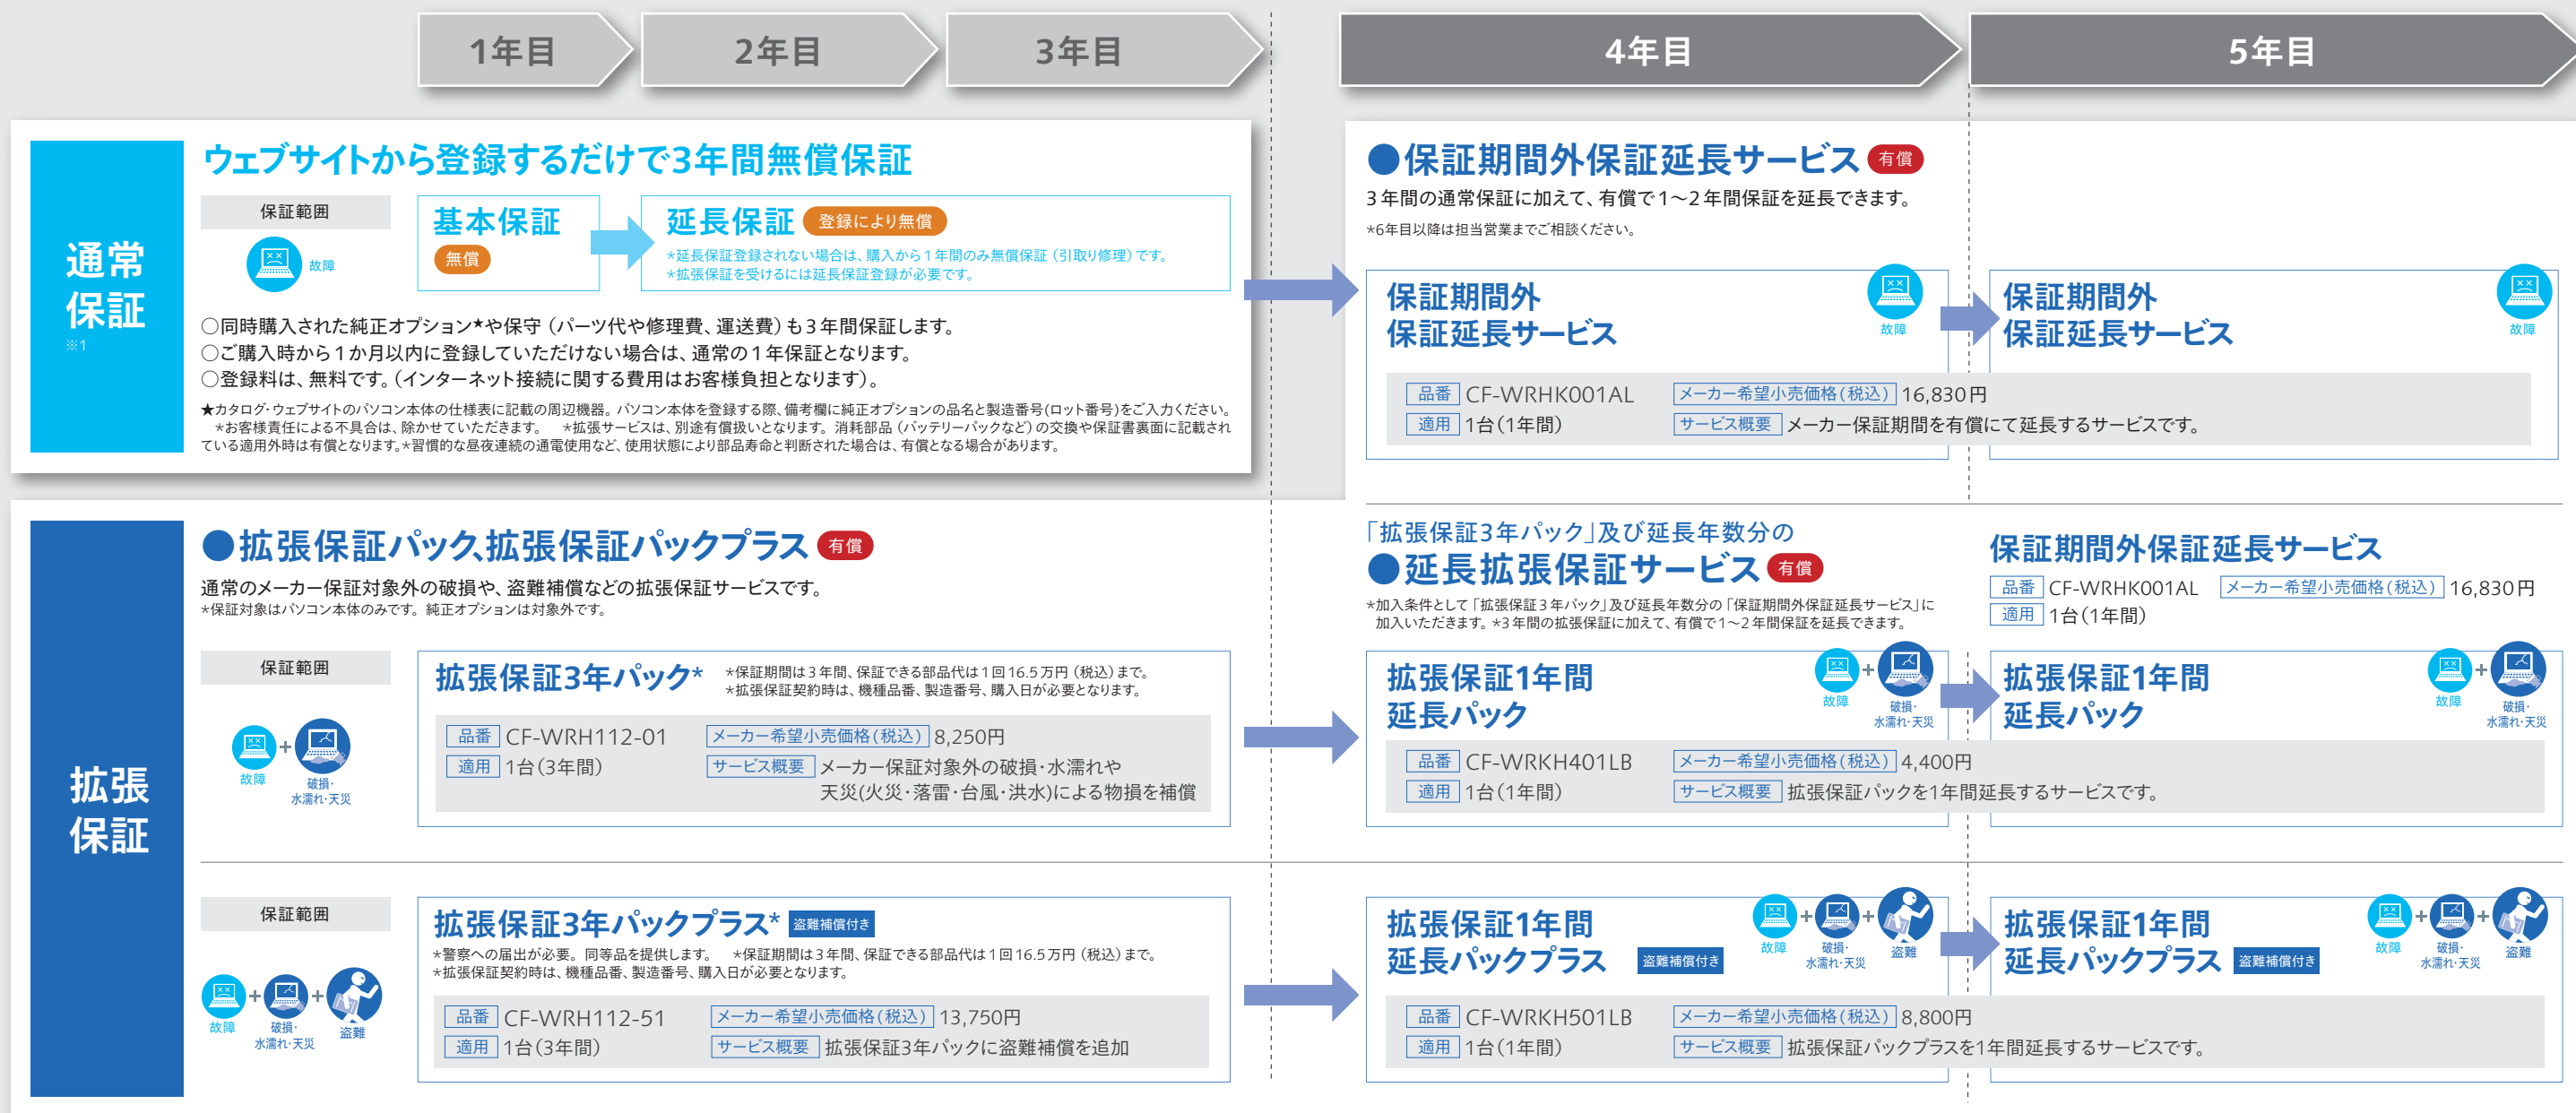 1年目
2年目
3年目
4年目
5年目
通常
保証
※1
ウェブサイトから登録するだけで3年間無償保証
保証範囲
故障
基本保証
無償
延長保証 登録により無償
*延長保証登録されない場合は、購入から1年間のみ無償保証（引取り修理）です。
*拡張保証を受けるには延長保証登録が必要です。
○同時購入された純正オプション★や保守（パーツ代や修理費、運送費）も3年間保証します。
○ご購入時から1か月以内に登録していただけない場合は、通常の1年保証となります。
○登録料は、無料です。（インターネット接続に関する費用はお客様負担となります）。
★カタログ・ウェブサイトのパソコン本体の仕様表に記載の周辺機器。パソコン本体を登録する際、備考欄に純正オプションの品名と製造番号(ロット番号)をご入力ください。
*お客様責任による不具合は、除かせていただきます。 *拡張サービスは、別途有償扱いとなります。消耗部品（バッテリーパックなど）の交換や保証書裏面に記載され
ている適用外時は有償となります。*習慣的な昼夜連続の通電使用など、使用状態により部品寿命と判断された場合は、有償となる場合があります。
●保証期間外保証延長サービス 有償
3年間の通常保証に加えて、有償で1～2年間保証を延長できます。
*6年目以降は担当営業までご相談ください。
保証期間外
保証延長サービス
故障
保証期間外
保証延長サービス
故障
品番 CF-WRHK001AL メーカー希望小売価格(税込) 16,830円
適用 1台(1年間) サービス概要 メーカー保証期間を有償にて延長するサービスです。
拡張
保証
●拡張保証パック、拡張保証パックプラス 有償
通常のメーカー保証対象外の破損や、盗難補償などの拡張保証サービスです。
*保証対象はパソコン本体のみです。純正オプションは対象外です。
保証範囲
故障
+
破損・
水濡れ・天災
拡張保証3年パック*
*保証期間は3年間、保証できる部品代は1回16.5万円（税込）まで。
*拡張保証契約時は、機種品番、製造番号、購入日が必要となります。
品番 CF-WRH112-01 メーカー希望小売価格(税込) 8,250円
適用 1台(3年間) サービス概要 メーカー保証対象外の破損・水濡れや
天災(火災・落雷・台風・洪水)による物損を補償
「拡張保証3年パック」及び延長年数分の
●延長拡張保証サービス 有償
*加入条件として「拡張保証3年パック」及び延長年数分の「保証期間外保証延長サービス」に
加入いただきます。*3年間の拡張保証に加えて、有償で1～2年間保証を延長できます。
保証期間外保証延長サービス
品番 CF-WRHK001AL メーカー希望小売価格(税込) 16,830円
適用 1台(1年間)
拡張保証1年間
延長パック
故障
+
破損・
水濡れ・天災
拡張保証1年間
延長パック
故障
+
破損・
水濡れ・天災
品番 CF-WRKH401LB メーカー希望小売価格(税込) 4,400円
適用 1台(1年間) サービス概要 拡張保証パックを1年間延長するサービスです。
保証範囲
故障
+
破損・
水濡れ・天災
+
盗難
拡張保証3年パックプラス* 盗難補償付き
*警察への届出が必要。同等品を提供します。 *保証期間は3年間、保証できる部品代は1回16.5万円（税込）まで。
*拡張保証契約時は、機種品番、製造番号、購入日が必要となります。
品番 CF-WRH112-51 メーカー希望小売価格(税込) 13,750円
適用 1台(3年間) サービス概要 拡張保証3年パックに盗難補償を追加
拡張保証1年間
延長パックプラス 盗難補償付き
故障
+
破損・
水濡れ・天災
+
盗難
拡張保証1年間
延長パックプラス 盗難補償付き
故障
+
破損・
水濡れ・天災
+
盗難
品番 CF-WRKH501LB メーカー希望小売価格(税込) 8,800円
適用 1台(1年間) サービス概要 拡張保証パックプラスを1年間延長するサービスです。